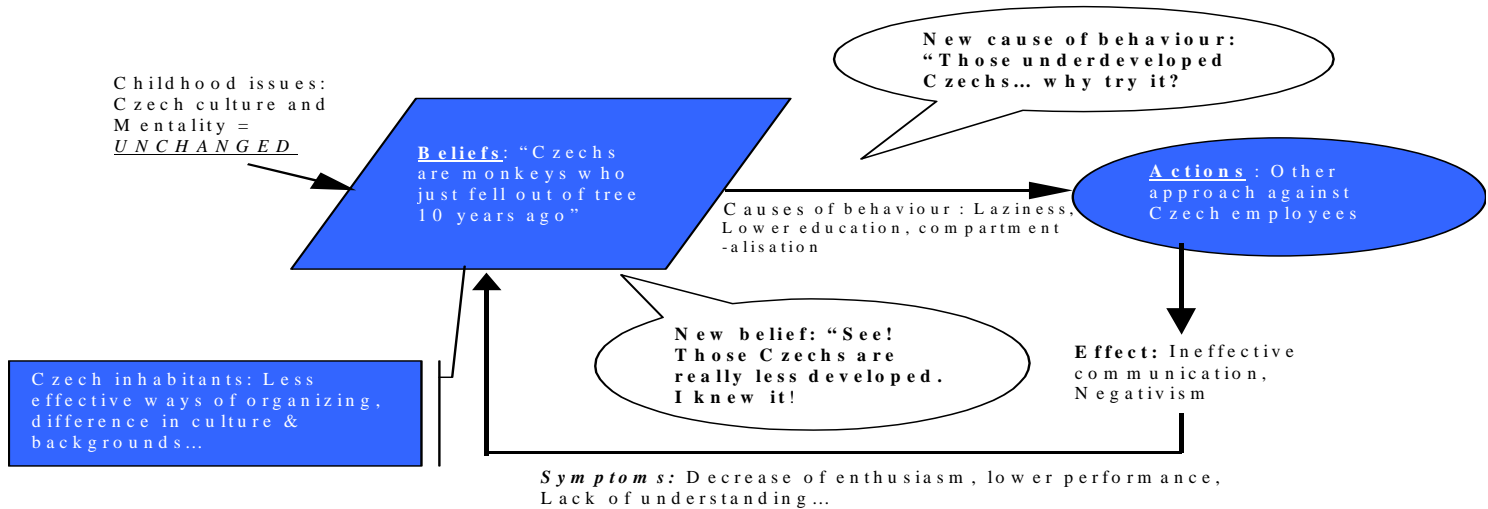 New cause of behaviour:
“Those underdeveloped
Czechs… why try it?
Childhood issues:
Czech culture and
Mentality =
UNCHANGED
Beliefs: “Czechs
are monkeys who
just fell out of tree
10 years ago”
Actions : Other
approach against
Czech employees
Causes of behaviour : Laziness,
Lower education, compartment
-alisation
New belief: “See!
Those Czechs are
really less developed.
I knew it!
Effect: Ineffective
communication,
Negativism
Czech inhabitants: Less
effective ways of organizing,
difference in culture &
backgrounds…
Symptoms: Decrease of enthusiasm, lower performance,
Lack of understanding…